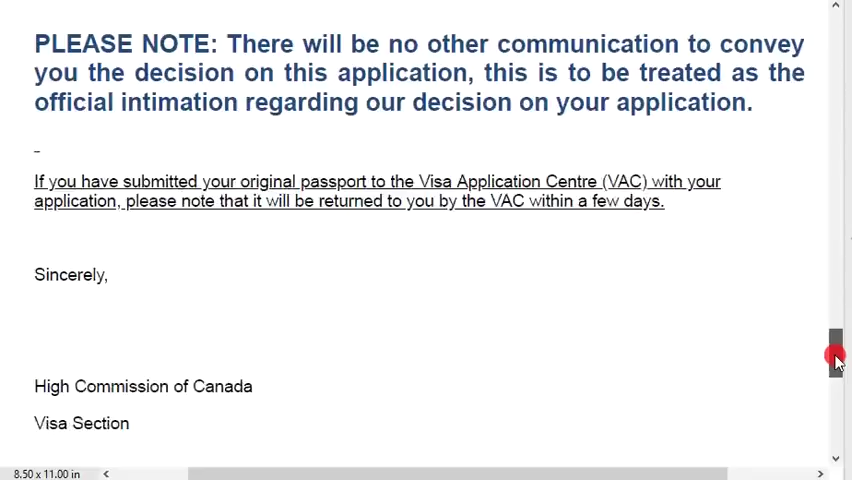 PLEASE NOTE: There will be no other communication to convey
you the decision on this application, this is to be treated as the
official intimation regarding our decision on your application.
If you have submitted your original passport to the Visa Application Centre (VAC) with your
application, please note that it will be returned to you by the VAC within a few days.
Sincerely,
High Commission of Canada
Visa Section
8.50 x 11.00 in